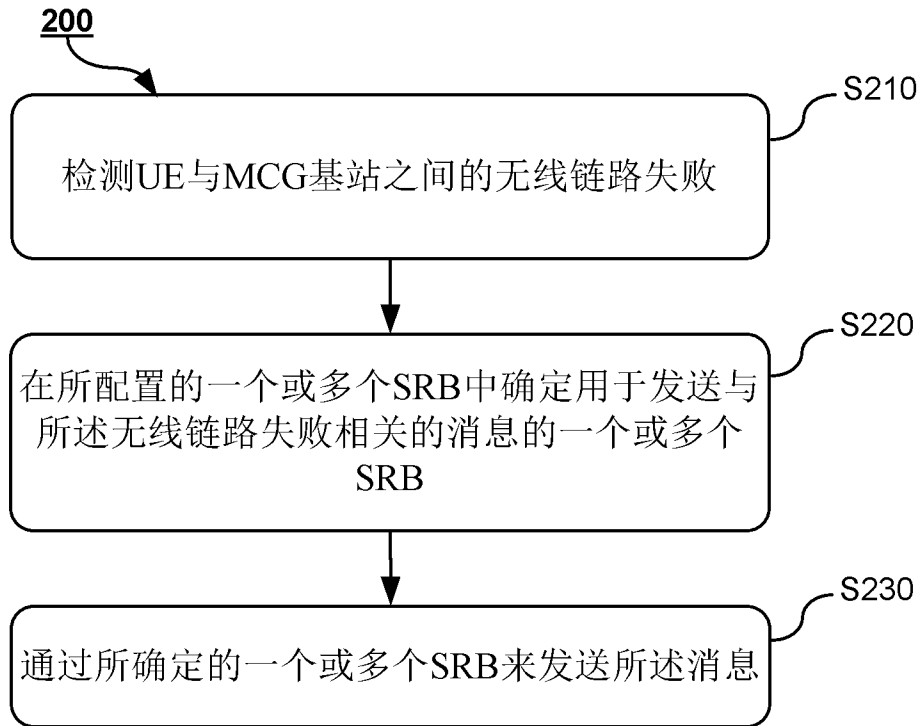 200
S210
检测UE与MCG基站之间的无线链路失败
S220
在所配置的一个或多个SRB中确定用于发送与
所述无线链路失败相关的消息的一个或多个
SRB
S230
通过所确定的一个或多个SRB来发送所述消息